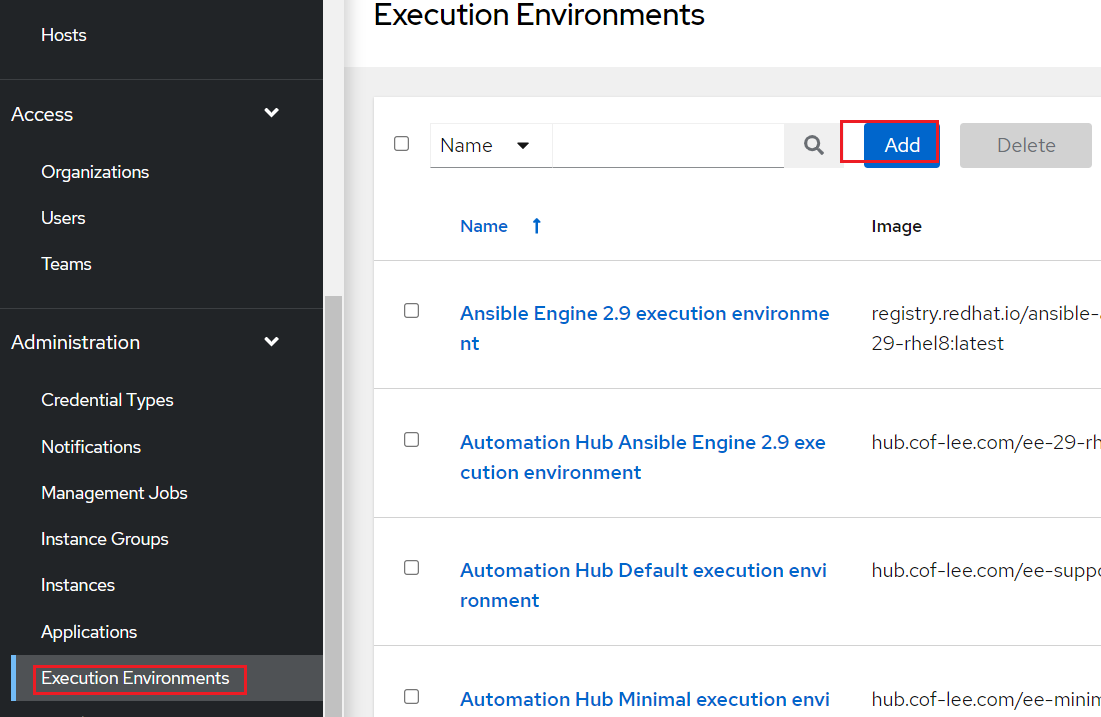 Execution Environments
Hosts
Access
Organizations
Users
Teams
Administration
Credential Types
Notifications
Management Jobs
Instance Groups
Instances
Applications
Execution Environments
Name
Add
Delete
Name
Image
Ansible Engine 2.9 execution environme
nt
registry.redhat.io/ansible-
29-rhel8:latest
Automation Hub Ansible Engine 2.9 exe
cution environment
hub.cof-lee.com/ee-29-rh
Automation Hub Default execution envi
ronment
hub.cof-lee.com/ee-suppo
Automation Hub Minimal execution envi
hub.cof-lee.com/ee-minim